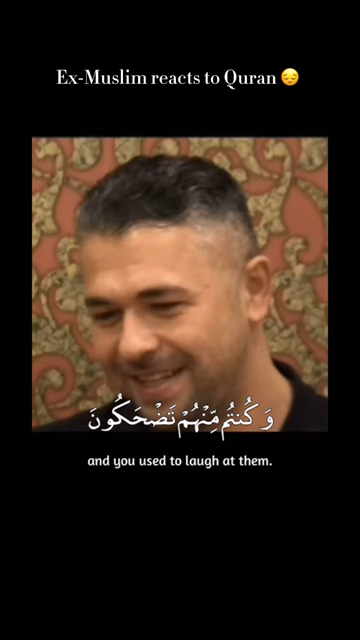 Ex-Muslim reacts to Quran 😔
وَكُنتُم مِّنْهُمْ تَضْحَكُونَ
and you used to laugh at them.